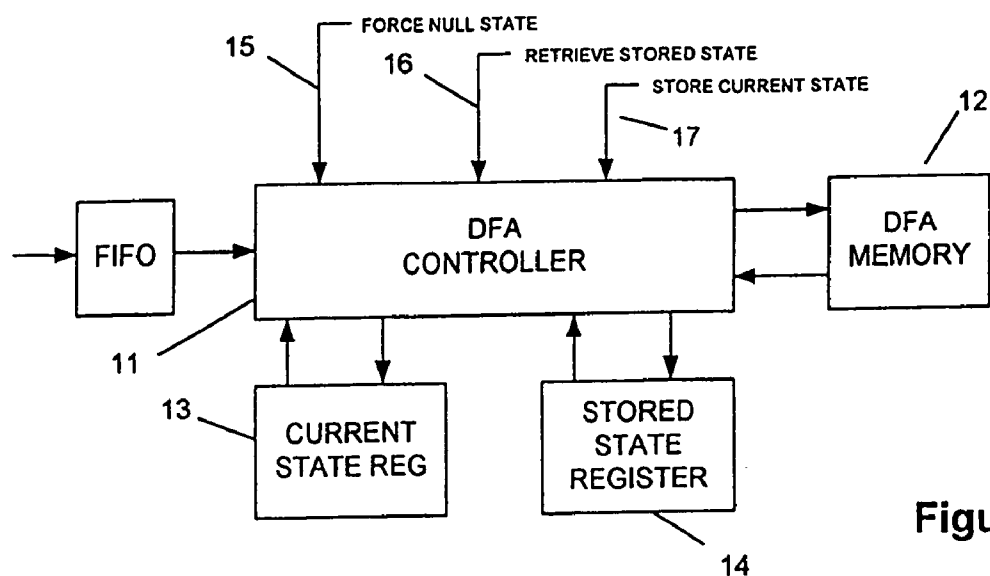 FORCE NULL STATE
15
RETRIEVE STORED STATE
16
STORE CURRENT STATE
17
12
FIFO
DFA
CONTROLLER
DFA
MEMORY
11
13
CURRENT
STATE REG
STORED
STATE
REGISTER
14